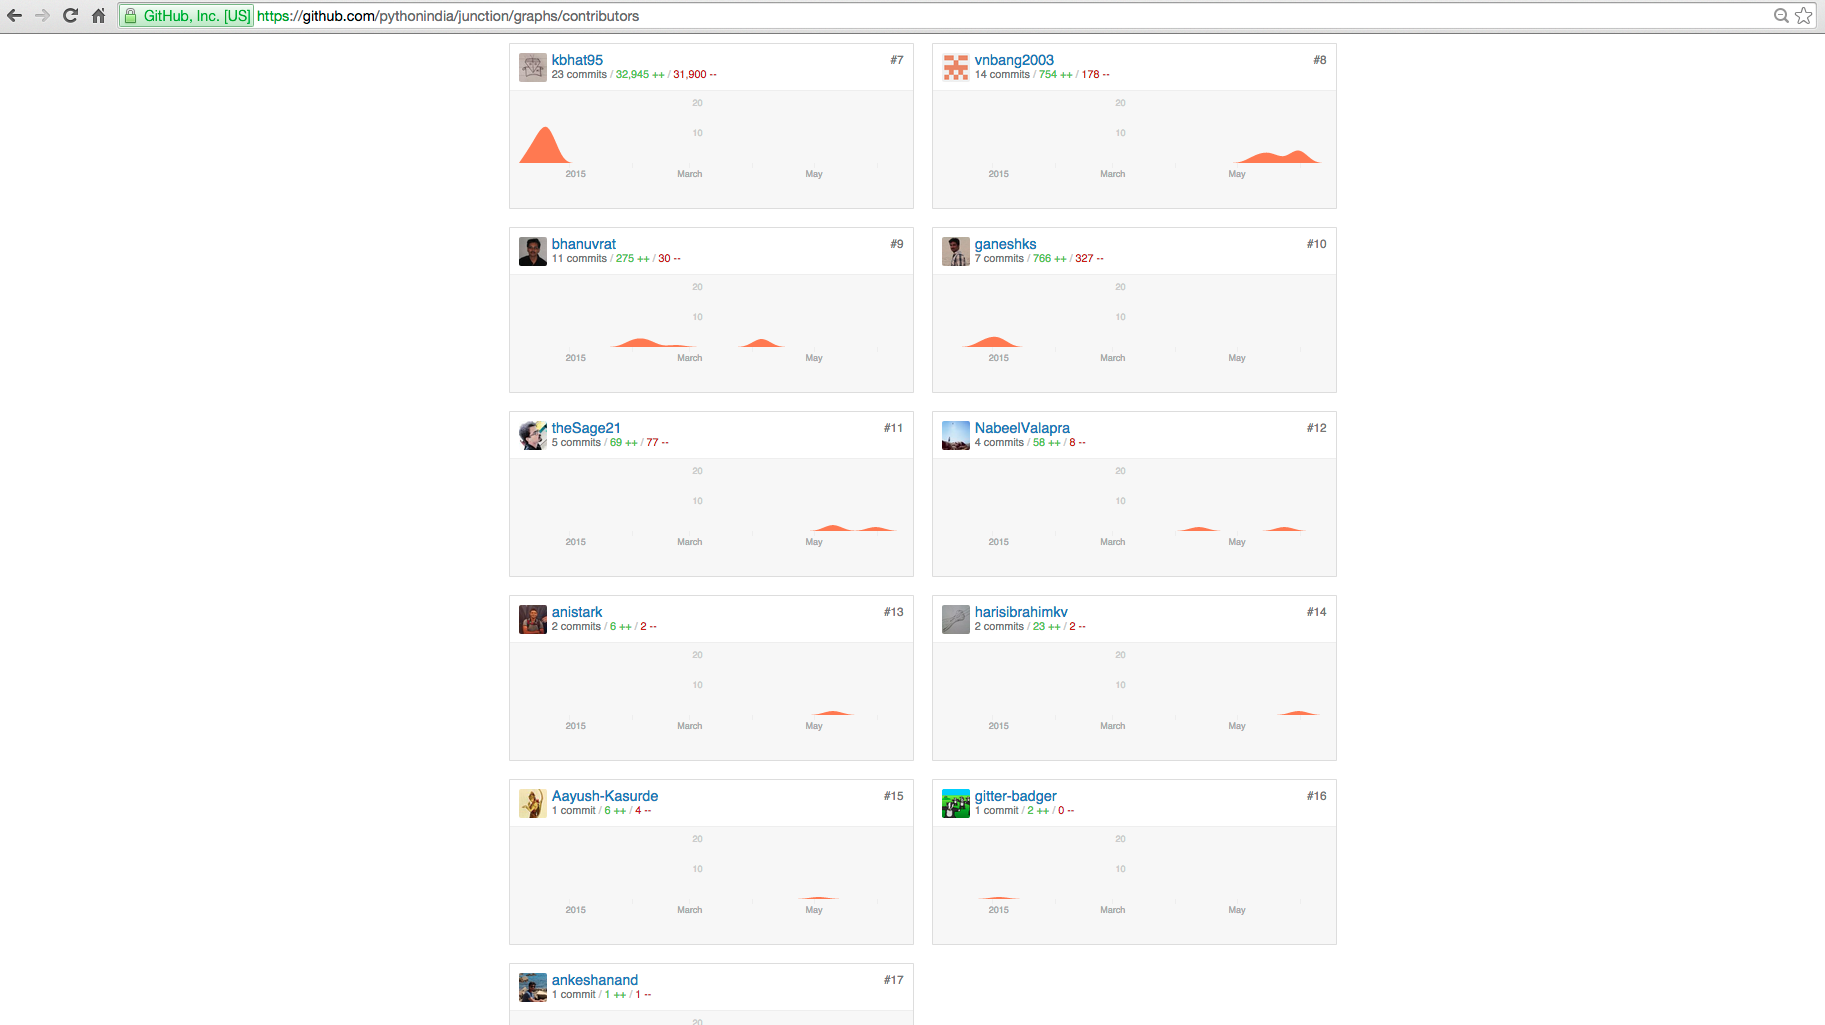 GitHub, Inc. [US] https://github.com/pythonindia/junction/graphs/contributors
kbhat95 #7
23 commits / 32,945 ++ / 31,900 --
20
10
2015 March May
vnbang2003 #8
14 commits / 754 ++ / 178 --
20
10
2015 March May
bhanuvrat #9
11 commits / 275 ++ / 30 --
20
10
2015 March May
ganeshks #10
7 commits / 766 ++ / 327 --
20
10
2015 March May
theSage21 #11
5 commits / 69 ++ / 77 --
20
10
2015 March May
NabeelValapra #12
4 commits / 58 ++ / 8 --
20
10
2015 March May
anistark #13
2 commits / 6 ++ / 2 --
20
10
2015 March May
harisibrahimkv #14
2 commits / 23 ++ / 2 --
20
10
2015 March May
Aayush-Kasurde #15
1 commit / 6 ++ / 4 --
20
10
2015 March May
gitter-badger #16
1 commit / 2 ++ / 0 --
20
10
2015 March May
ankeshanand #17
1 commit / 1 ++ / 1 --
20